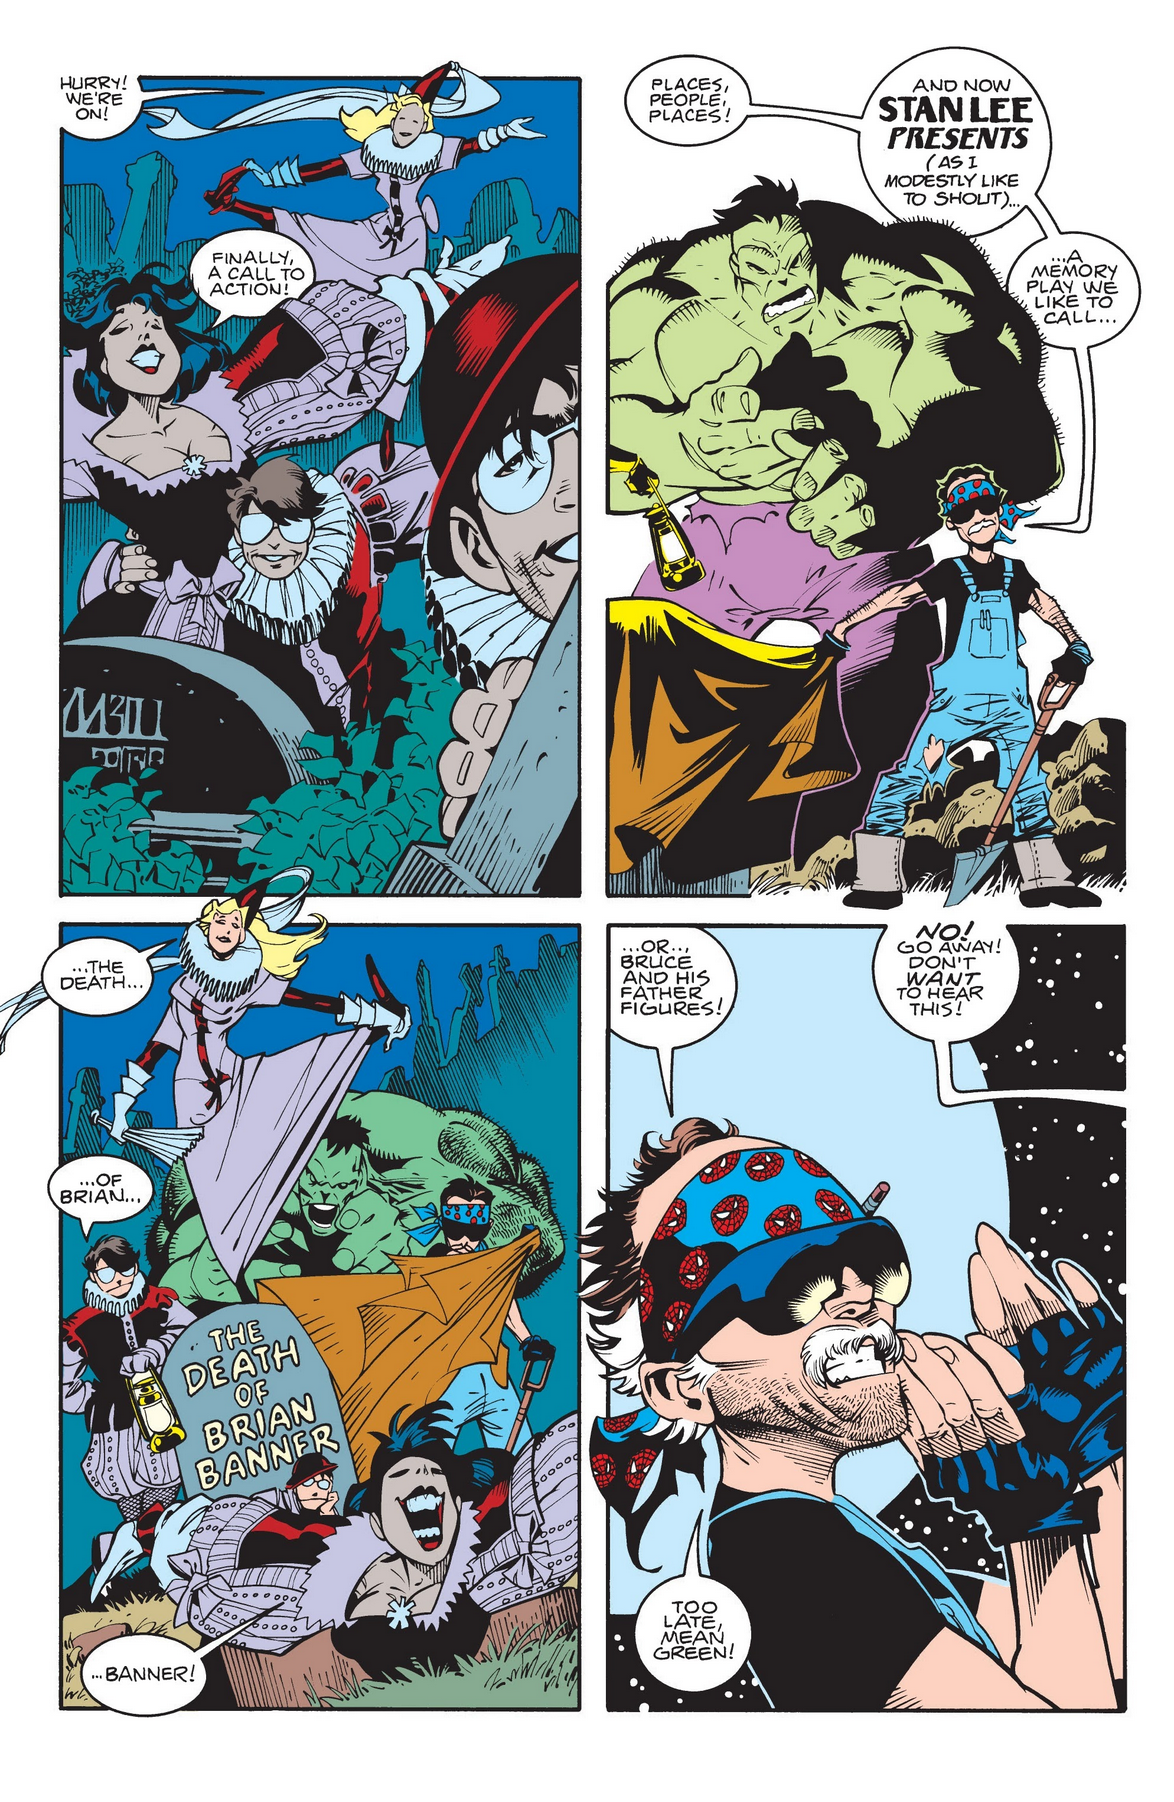 HURRY!
WE'RE
ON!
FINALLY,
A CALL TO
ACTION!
PLACES,
PEOPLE,
PLACES!
AND NOW
STAN LEE
PRESENTS
(AS I
MODESTLY LIKE
TO SHOUT)...
...A
MEMORY
PLAY WE
LIKE TO
CALL...
...THE
DEATH...
...OF
BRIAN...
THE
DEATH
OF
BRIAN
BANNER
...BANNER!
...OR...
BRUCE
AND HIS
FATHER
FIGURES!
NO!
GO AWAY!
DON'T
WANT
TO HEAR
THIS!
TOO
LATE,
MEAN
GREEN!